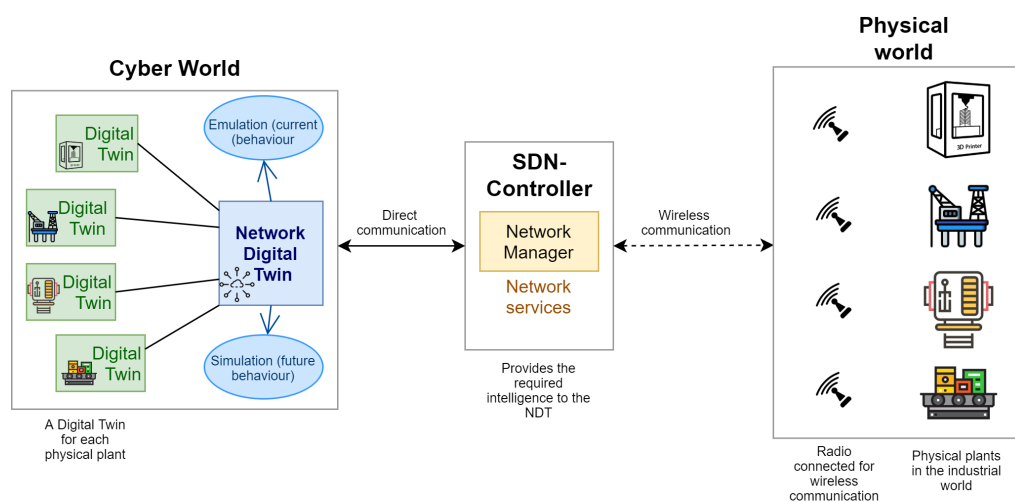 Cyber World
Digital
Twin
Digital
Twin
Digital
Twin
Digital
Twin
Emulation (current
(behaviour
Network
Digital
Twin
Simulation (future
behaviour)
A Digital Twin
for each
physical plant
Direct
communication
SDN-
Controller
Network
Manager
Network
services
Provides the
required
intelligence to the
NDT
Wireless
communication
Physical
world
3D Printer
Radio
connected for
wireless
communication
Physical plants
in the industrial
world